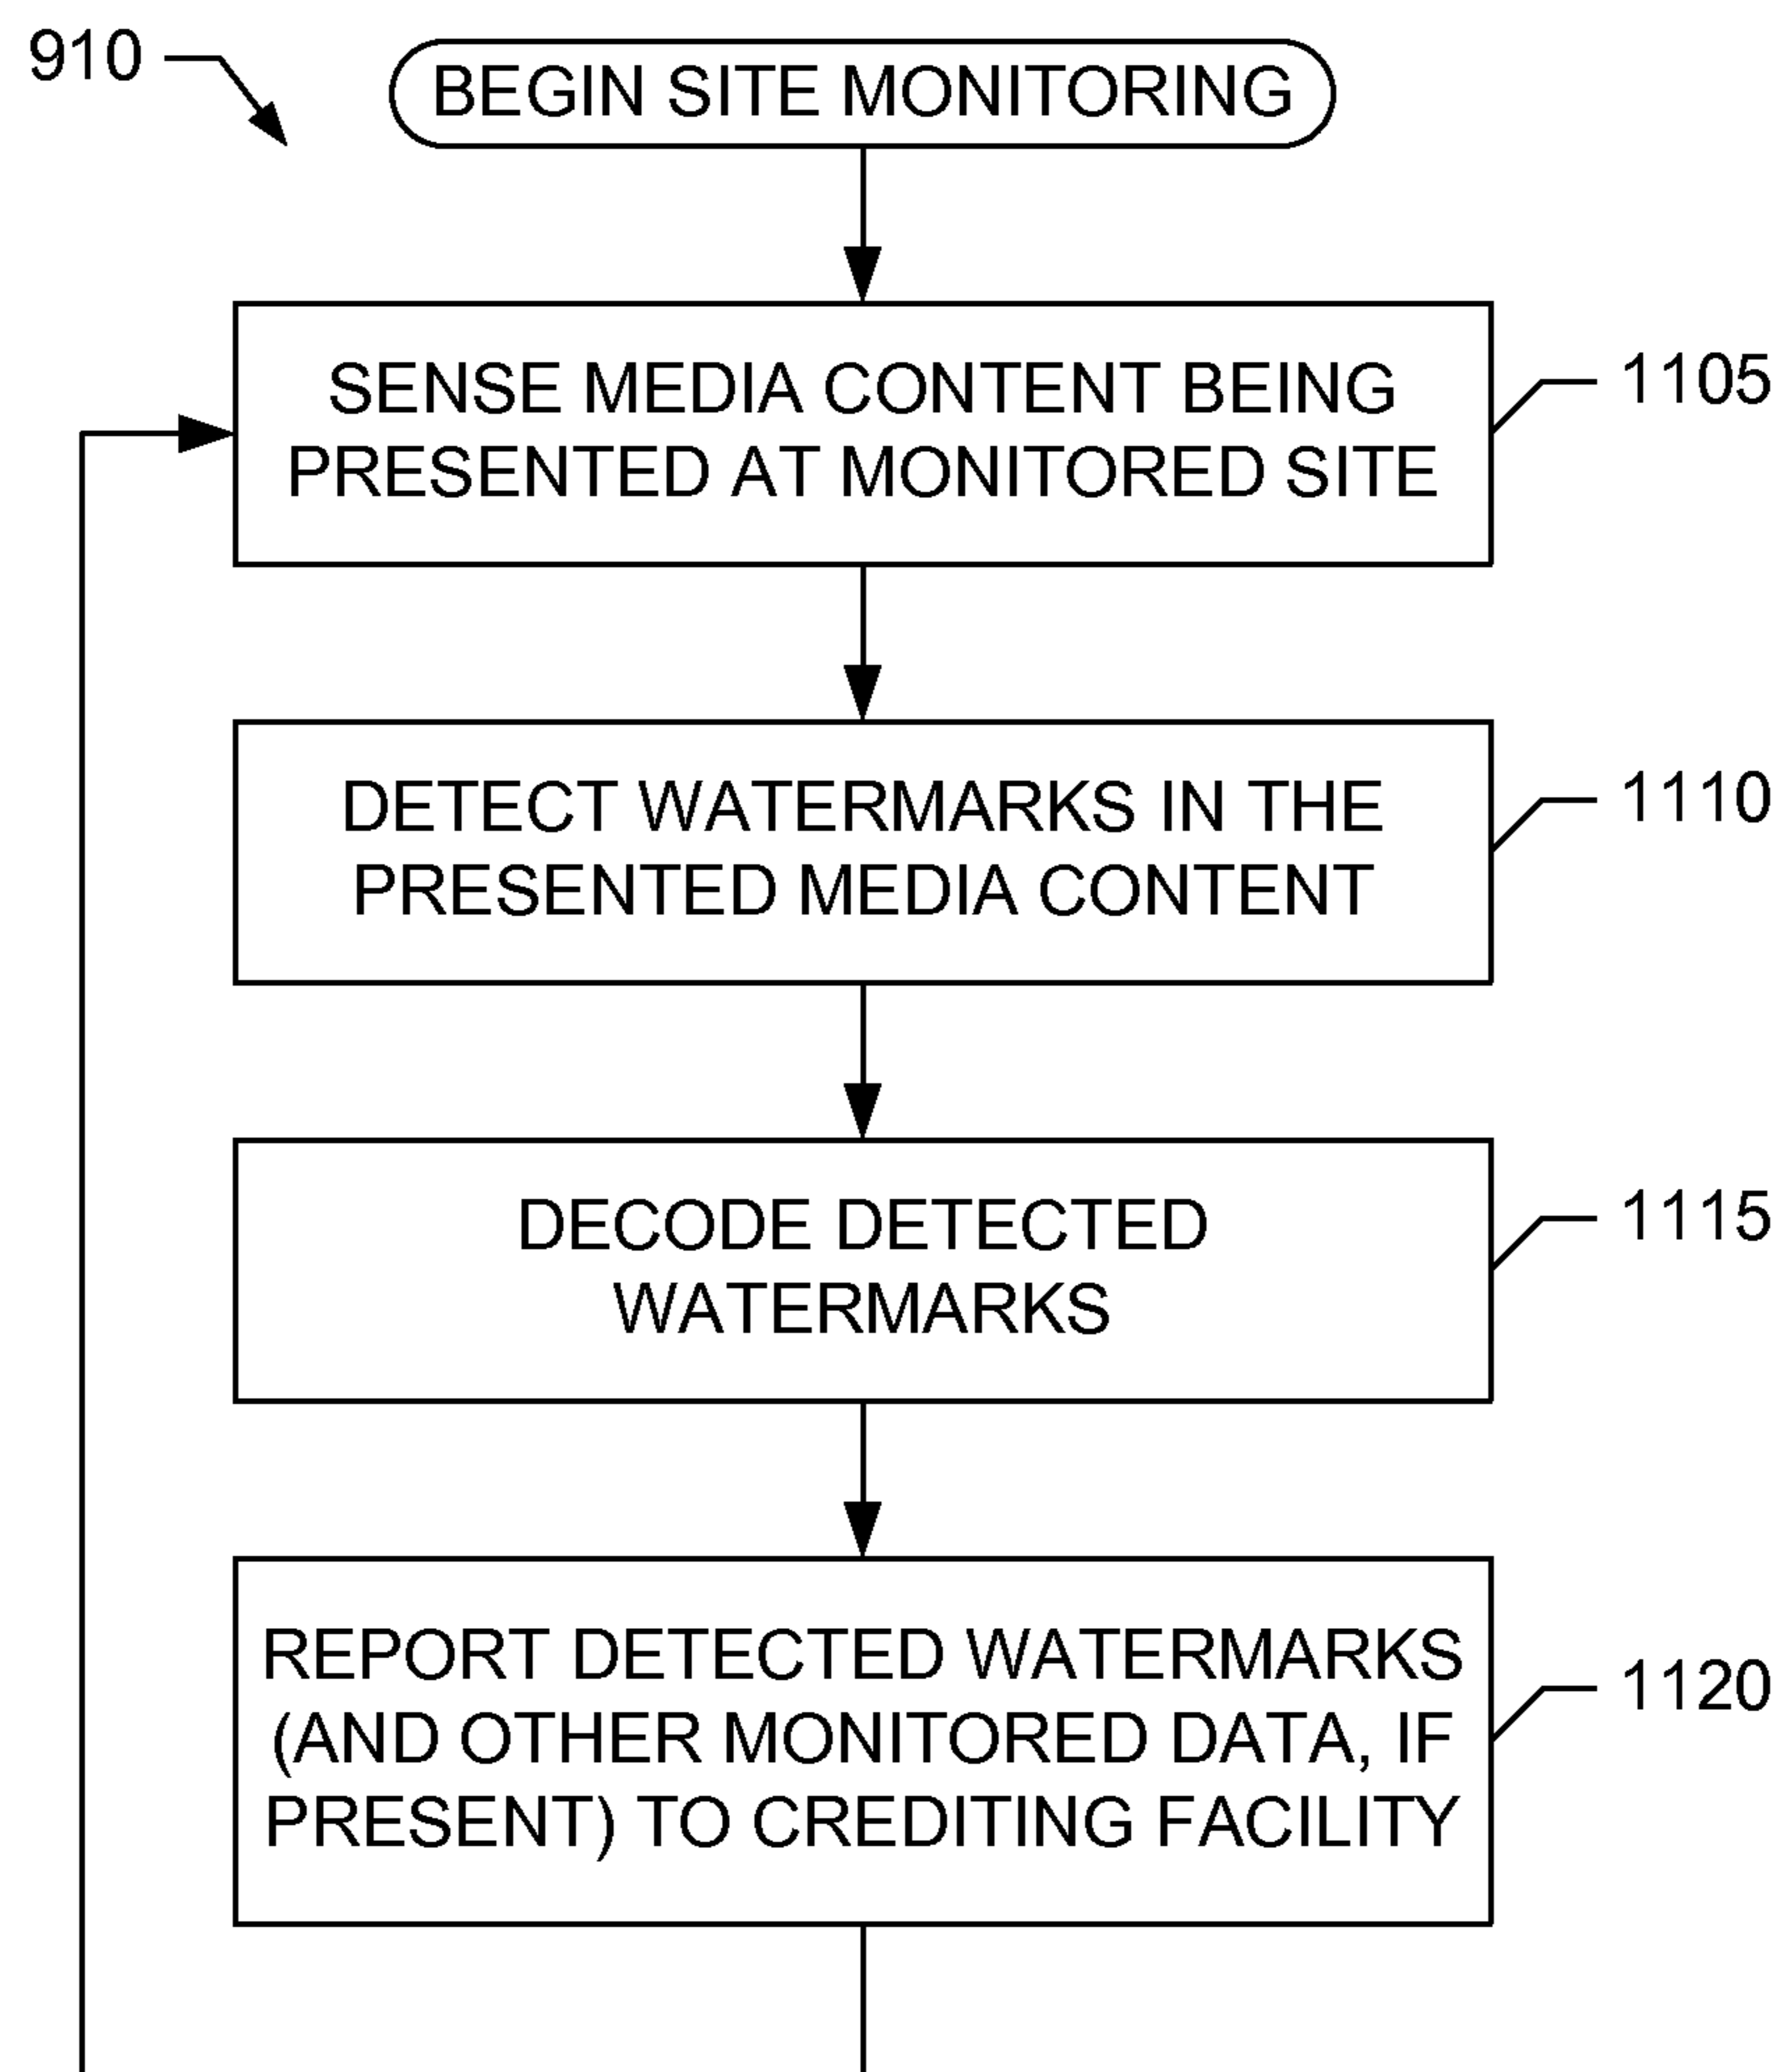 910
BEGIN SITE MONITORING
SENSE MEDIA CONTENT BEING
PRESENTED AT MONITORED SITE
1105
DETECT WATERMARKS IN THE
PRESENTED MEDIA CONTENT
1110
DECODE DETECTED
WATERMARKS
1115
REPORT DETECTED WATERMARKS
(AND OTHER MONITORED DATA, IF
PRESENT) TO CREDITING FACILITY
1120